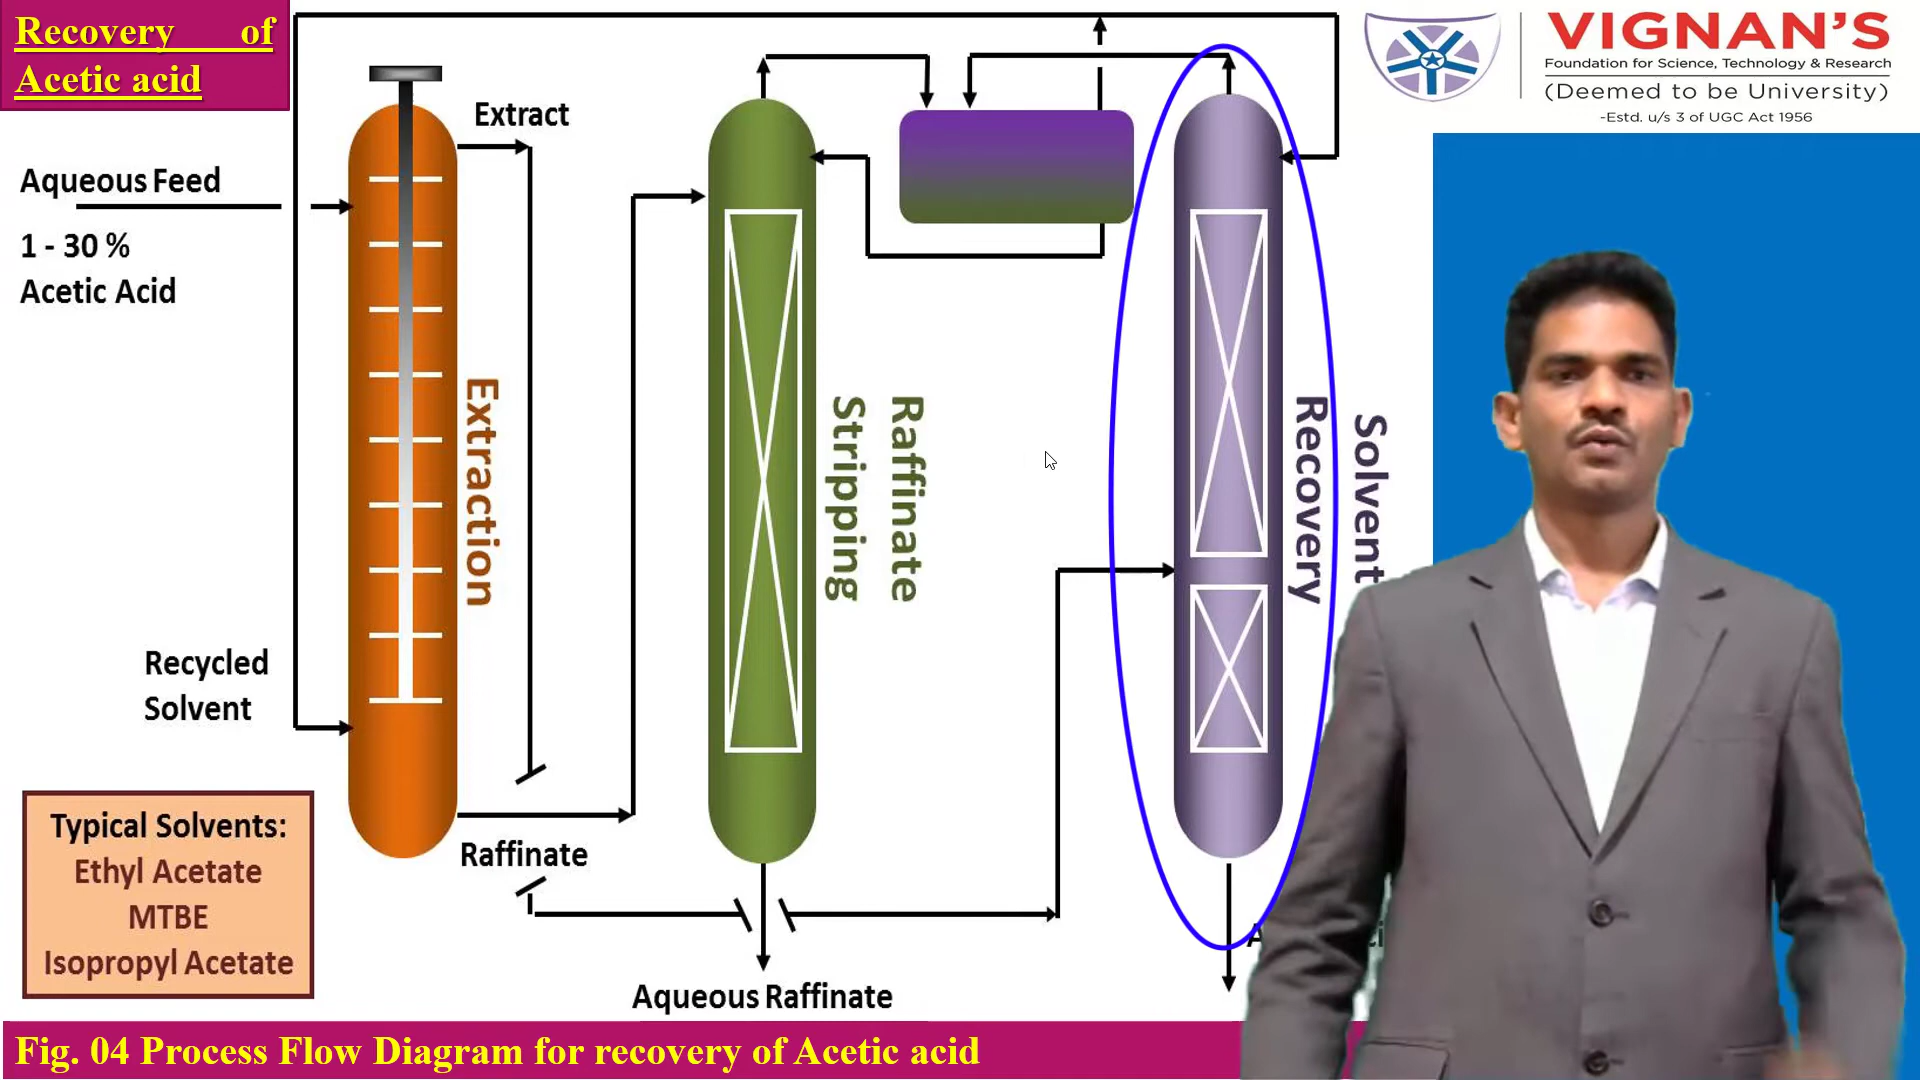 Recovery of
Acetic acid
VIGNAN'S
Foundation for Science, Technology & Research
(Deemed to be University)
-Estd. u/s 3 of UGC Act 1956
Extract
Aqueous Feed
1 - 30 %
Acetic Acid
Extraction
Raffinate
Stripping
Solvent
Recovery
Recycled
Solvent
Typical Solvents:
Ethyl Acetate
MTBE
Isopropyl Acetate
Raffinate
Aqueous Raffinate
Fig. 04 Process Flow Diagram for recovery of Acetic acid